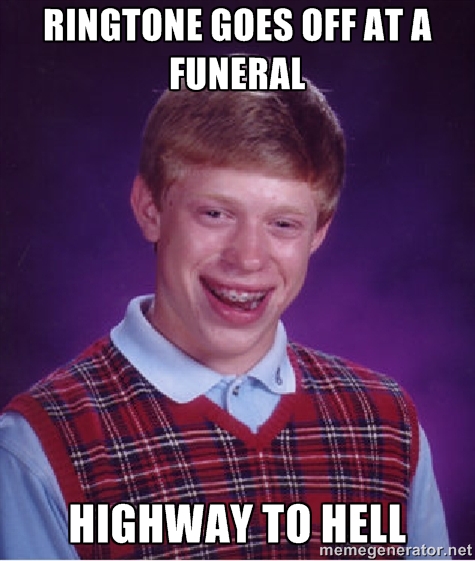 RINGTONE GOES OFF AT A
FUNERAL
HIGHWAY TO HELL
memegenerator.net